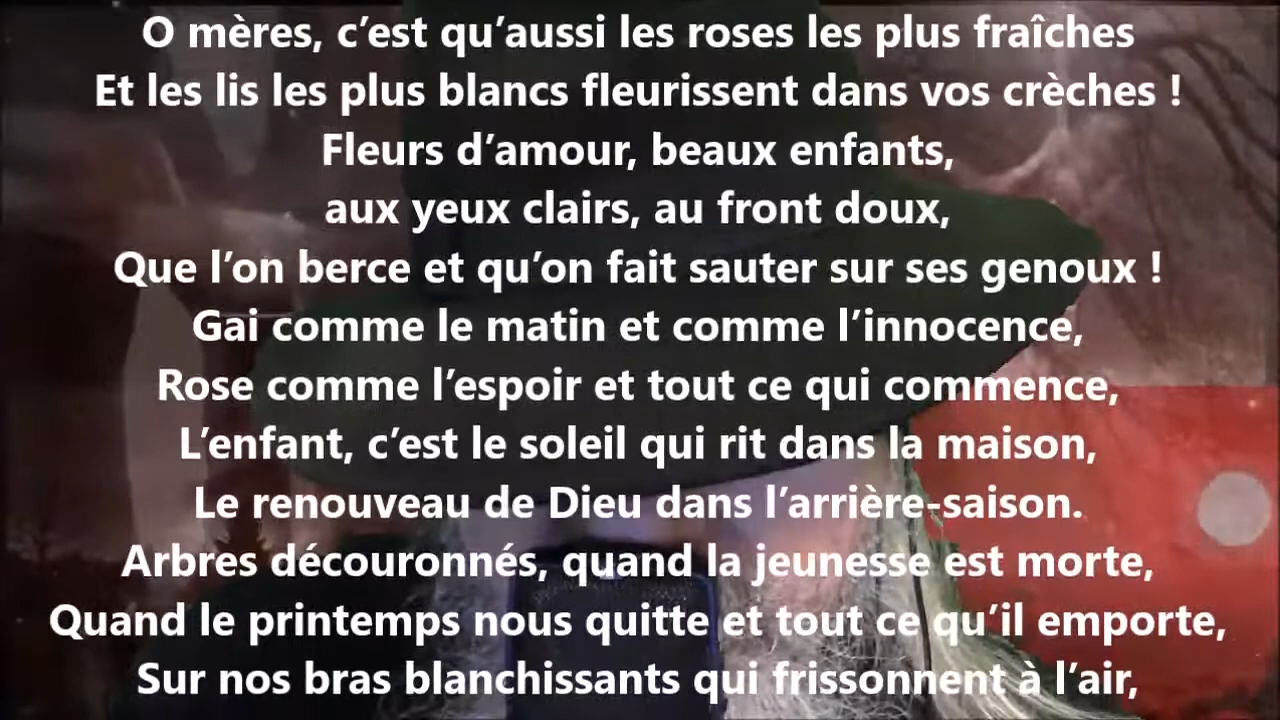 O mères, c’est qu’aussi les roses les plus fraîches
Et les lis les plus blancs fleurissent dans vos crèches !
Fleurs d’amour, beaux enfants,
aux yeux clairs, au front doux,
Que l’on berce et qu’on fait sauter sur ses genoux !
Gai comme le matin et comme l’innocence,
Rose comme l’espoir et tout ce qui commence,
L’enfant, c’est le soleil qui rit dans la maison,
Le renouveau de Dieu dans l’arrière-saison.
Arbres découronnés, quand la jeunesse est morte,
Quand le printemps nous quitte et tout ce qu’il emporte,
Sur nos bras blanchissants qui frissonnent à l’air,